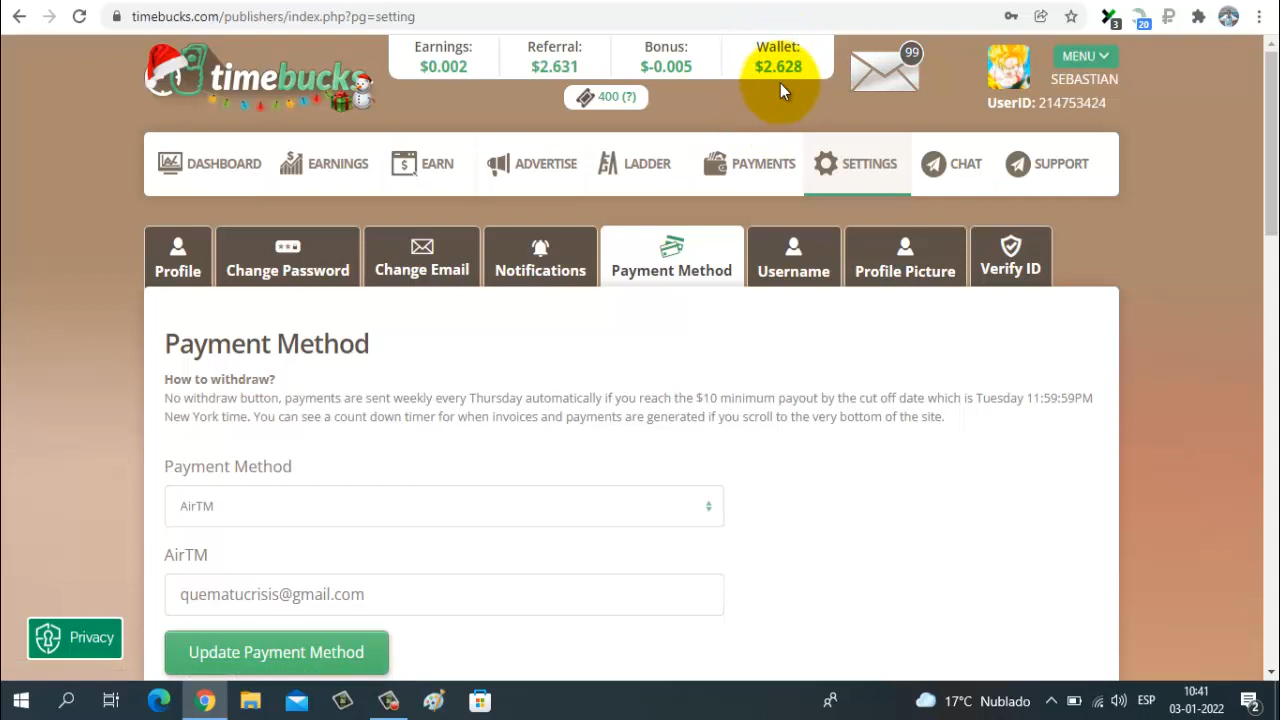 timebucks.com/publishers/index.php?pg=setting
3
20
timebucks
Earnings:
$0.002
Referral:
$2.631
Bonus:
$-0.005
Wallet:
$2.628
400 (?)
99
MENU
SEBASTIAN
UserID: 214753424
DASHBOARD
EARNINGS
EARN
ADVERTISE
LADDER
PAYMENTS
SETTINGS
CHAT
SUPPORT
Profile
Change Password
Change Email
Notifications
Payment Method
Username
Profile Picture
Verify ID
Payment Method
How to withdraw?
No withdraw button, payments are sent weekly every Thursday automatically if you reach the $10 minimum payout by the cut off date which is Tuesday 11:59:59PM
New York time. You can see a count down timer for when invoices and payments are generated if you scroll to the very bottom of the site.
Payment Method
AirTM
AirTM
quematucrisis@gmail.com
Privacy
Update Payment Method
17°C Nublado
ESP
10:41
03-01-2022
2